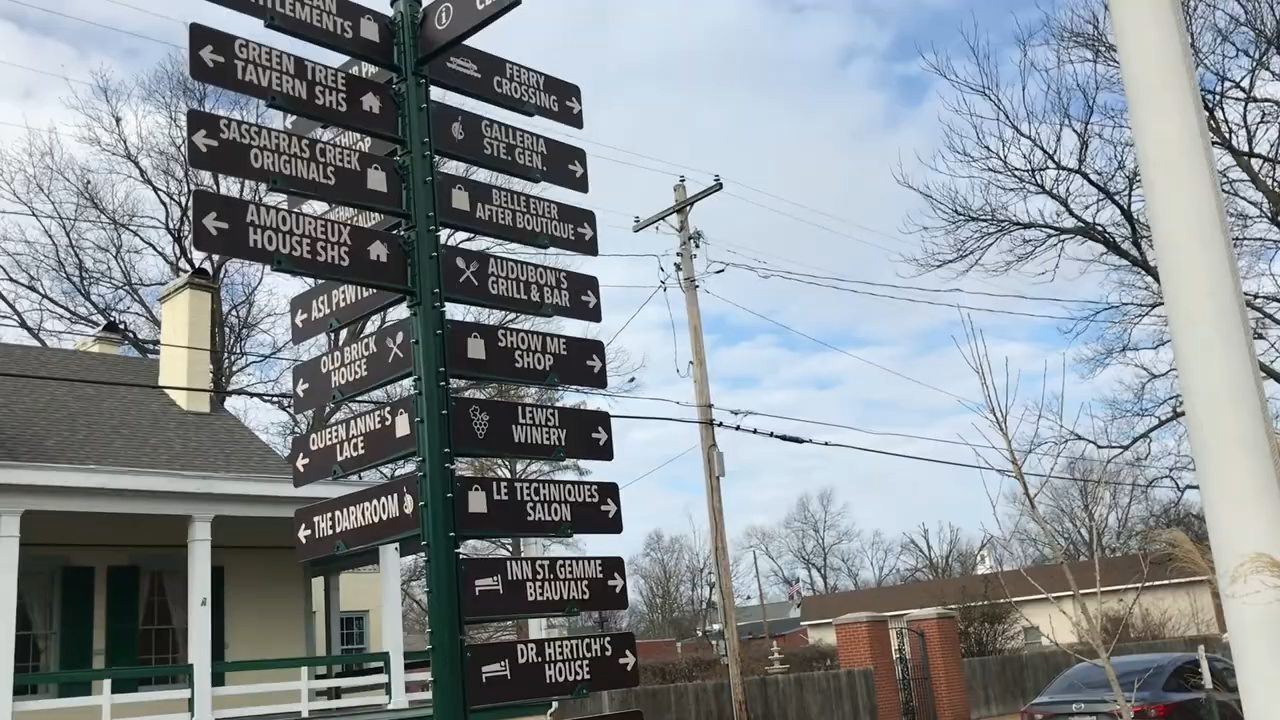 GREEN TREE
TAVERN SHS
SASSAFRAS CREEK
ORIGINALS
AMOUREUX
HOUSE SHS
ASL PEWTER
OLD BRICK
HOUSE
QUEEN ANNE'S
LACE
THE DARKROOM
FERRY
CROSSING
GALLERIA
STE. GEN.
BELLE EVER
AFTER BOUTIQUE
AUDUBON'S
GRILL & BAR
SHOW ME
SHOP
LEWSI
WINERY
LE TECHNIQUES
SALON
INN ST. GEMME
BEAUVAIS
DR. HERTICH'S
HOUSE